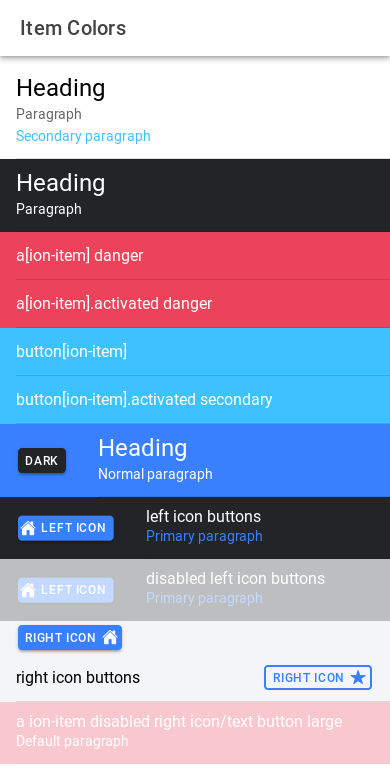 Item Colors
Heading
Paragraph
Secondary paragraph
Heading
Paragraph
a[ion-item] danger
a[ion-item].activated danger
button[ion-item]
button[ion-item].activated secondary
DARK
Heading
Normal paragraph
LEFT ICON
left icon buttons
Primary paragraph
LEFT ICON
disabled left icon buttons
Primary paragraph
RIGHT ICON
right icon buttons
RIGHT ICON
a ion-item disabled right icon/text button large
Default paragraph